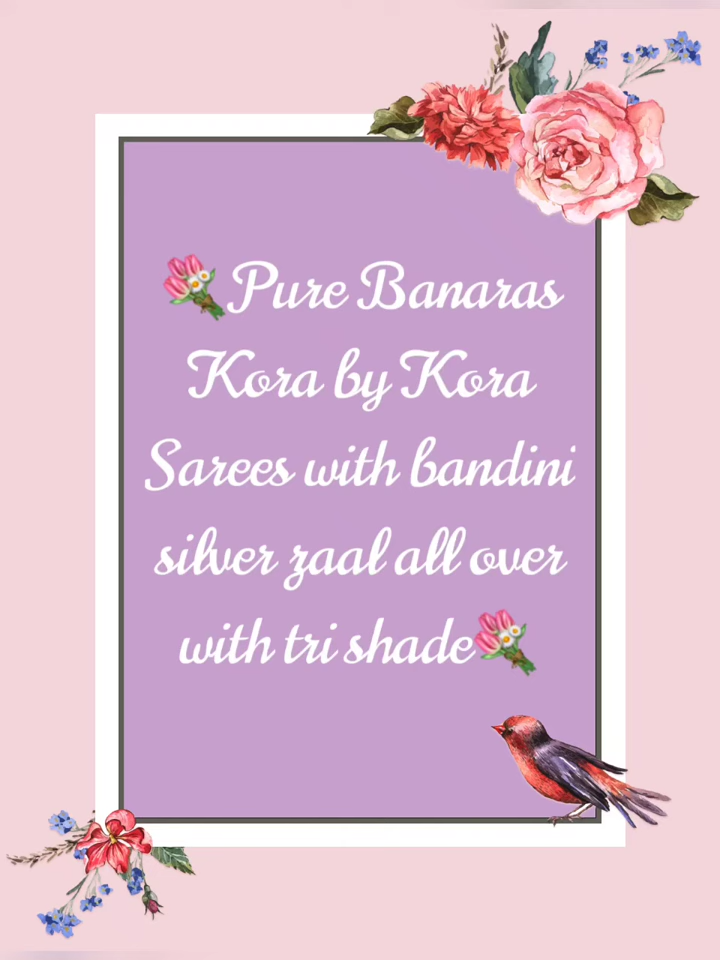 💐Pure Banaras
Kora by Kora
Sarees with bandini
silver zaal all over
with tri shade💐